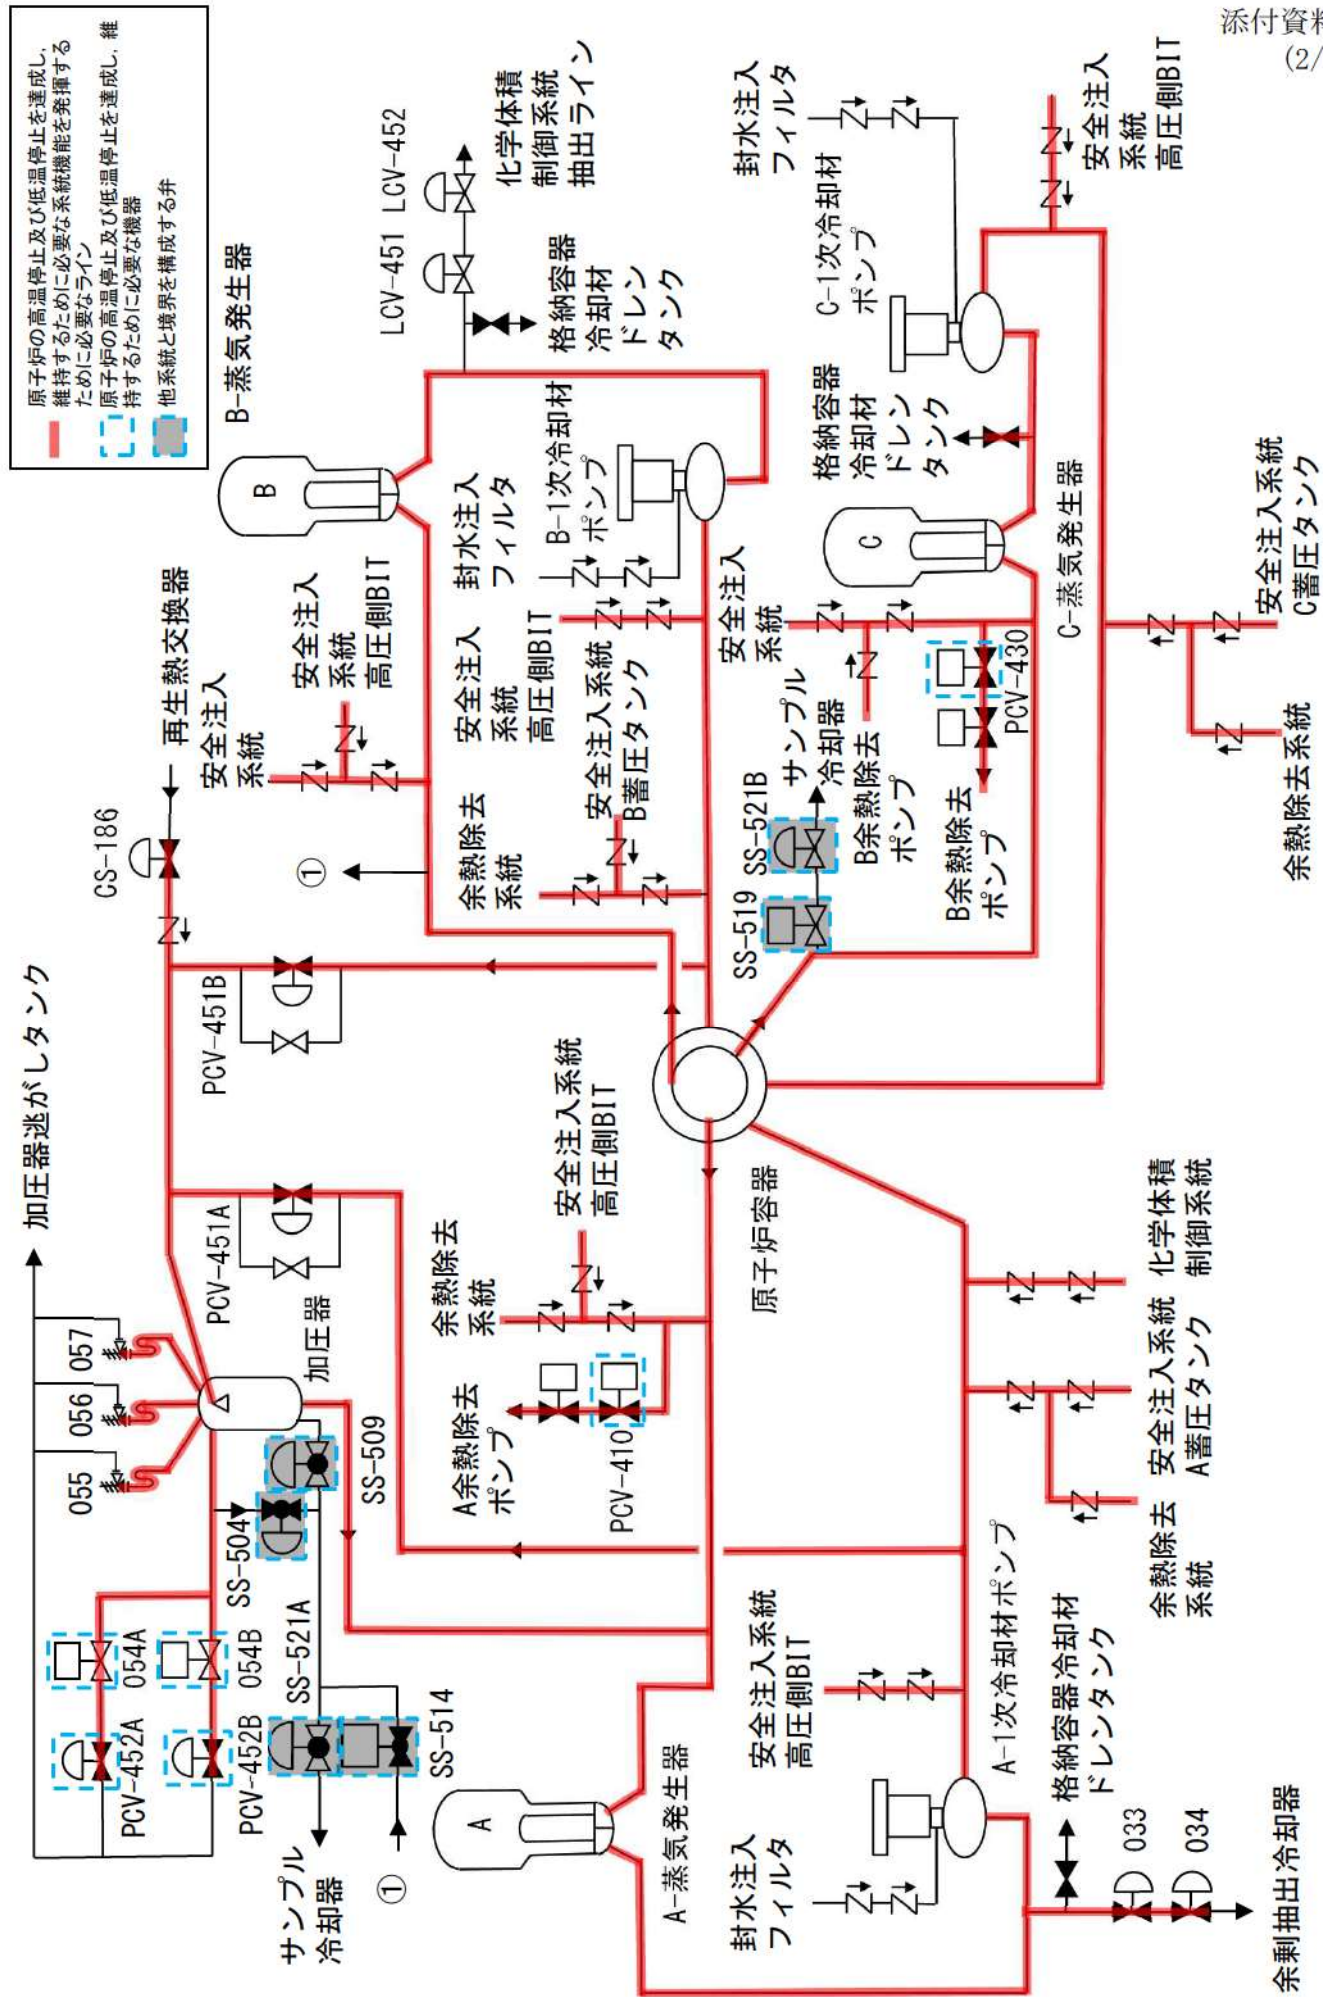 添付資料
(2/
原子炉の高温停止及び低温停止を達成し,
維持するために必要な系統機能を発揮する
ために必要なライン
原子炉の高温停止及び低温停止を達成し, 維
持するために必要な機器
他系統と境界を構成する弁
加圧器逃がしタンク
055
056
057
054A
PCV-452A
054B
PCV-452B
SS-504
SS-509
SS-521A
SS-514
サンプル
冷却器
①
加圧器
PCV-451A
PCV-451B
CS-186
再生熱交換器
安全注入
系統
安全注入
系統
高圧側BIT
①
B-蒸気発生器
B
LCV-451
LCV-452
化学体積
制御系統
抽出ライン
格納容器
冷却材
ドレン
タンク
封水注入
フィルタ
B-1次冷却材
ポンプ
安全注入
系統
高圧側BIT
余熱除去
系統
安全注入系統
B蓄圧タンク
A余熱除去
ポンプ
PCV-410
余熱除去
系統
安全注入系統
高圧側BIT
原子炉容器
SS-519
SS-521B
サンプル
冷却器
安全注入
系統
B余熱除去
ポンプ
B余熱除去
ポンプ
PCV-430
C
C-蒸気発生器
格納容器
冷却材
ドレン
タンク
C-1次冷却材
ポンプ
封水注入
フィルタ
安全注入
系統
高圧側BIT
安全注入系統
C蓄圧タンク
余熱除去系統
A
A-蒸気発生器
封水注入
フィルタ
安全注入系統
高圧側BIT
A-1次冷却材ポンプ
格納容器冷却材
ドレンタンク
033
034
余剰抽出冷却器
余熱除去
系統
安全注入系統
A蓄圧タンク
化学体積
制御系統